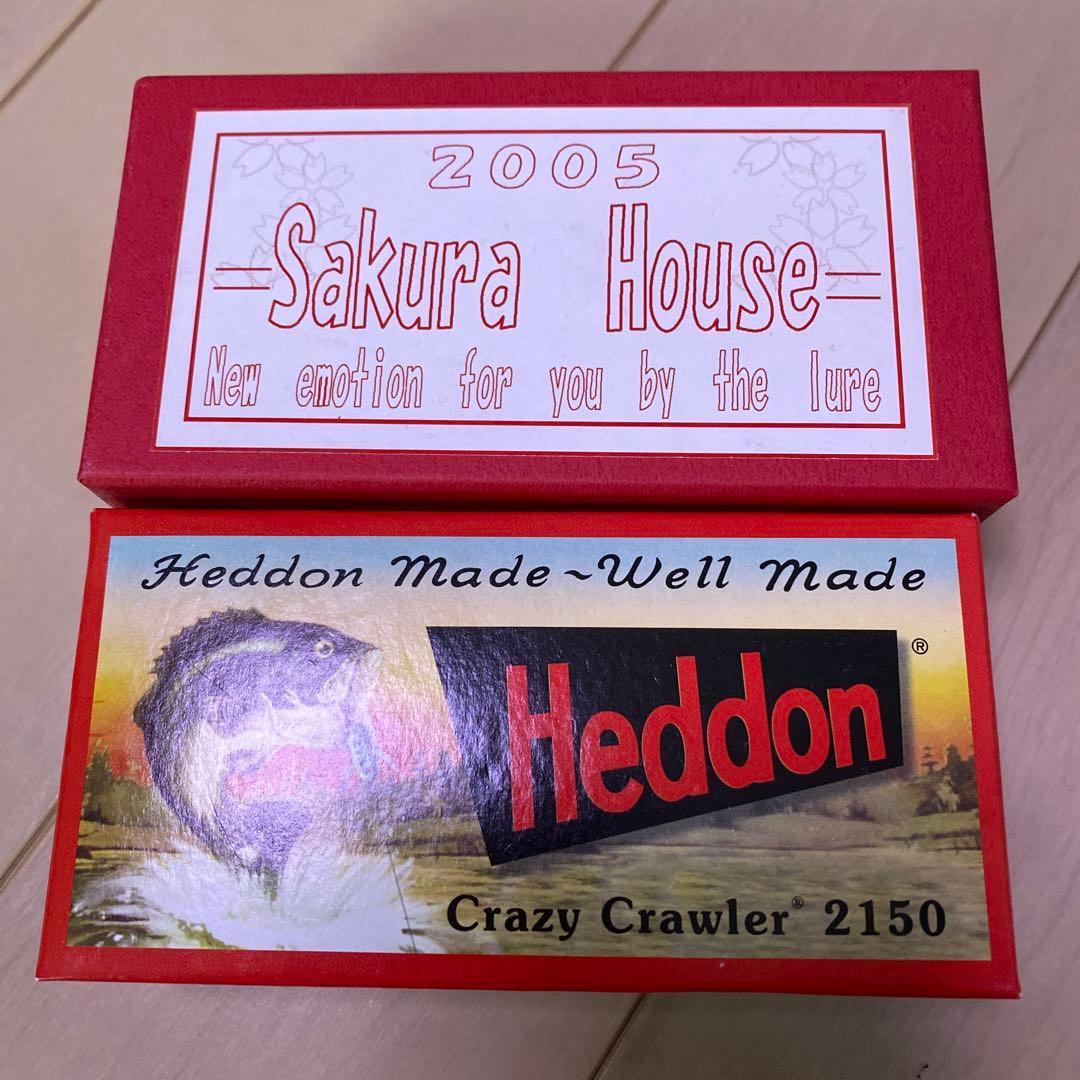 2005
Sakura House
New emotion for you by the lure
Heddon Made ~ Well Made
Heddon®
Crazy Crawler® 2150